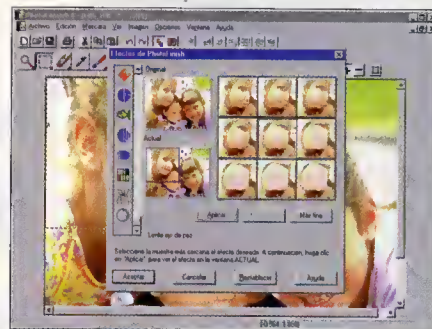 Archivo Edición Máscara Ver Imagen Opciones Ventana Ayuda
Efectos de
Original
Actual
Aplicar
Más fino
Lente ojo de pez
Seleccione la muestra más cercana al efecto deseado. A continuación, haga clic
en "Aplicar" para ver el efecto en la ventana ACTUAL.
Aceptar Cancelar Restablecer Ayuda